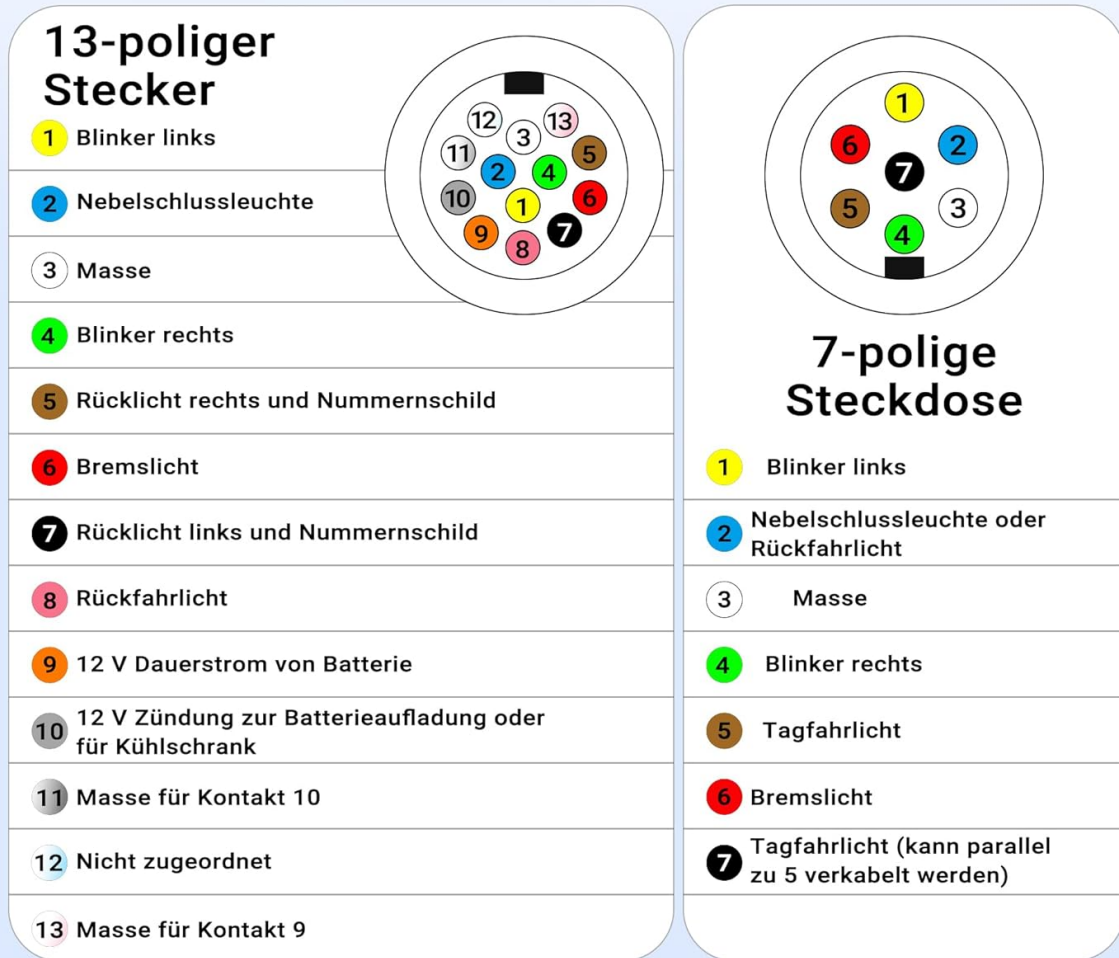 13-poliger
Stecker
1 Blinker links
2 Nebelschlussleuchte
3 Masse
4 Blinker rechts
5 Rücklicht rechts und Nummernschild
6 Bremslicht
7 Rücklicht links und Nummernschild
8 Rückfahrlicht
9 12 V Dauerstrom von Batterie
10 12 V Zündung zur Batterieaufladung oder
für Kühlschrank
11 Masse für Kontakt 10
12 Nicht zugeordnet
13 Masse für Kontakt 9
12 13
3
11 5
2 4
10 6
1
9 7
8
1
6 2
7
5 3
4
7-polige
Steckdose
1 Blinker links
2 Nebelschlussleuchte oder
Rückfahrlicht
3 Masse
4 Blinker rechts
5 Tagfahrlicht
6 Bremslicht
7 Tagfahrlicht (kann parallel
zu 5 verkabelt werden)